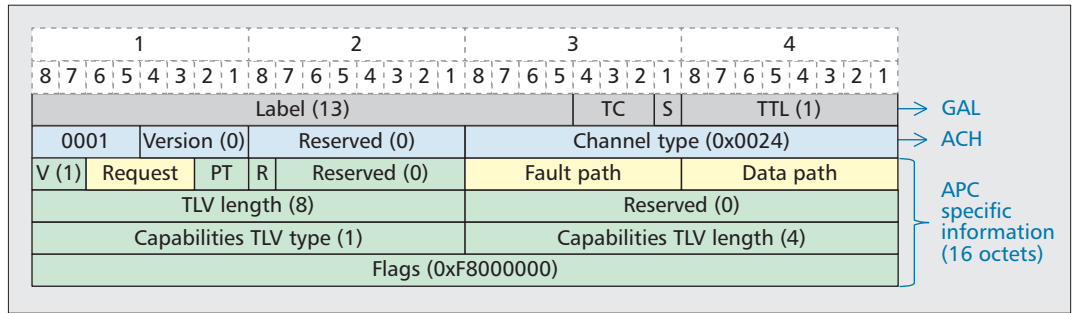 1 2 3 4
8 7 6 5 4 3 2 1 8 7 6 5 4 3 2 1 8 7 6 5 4 3 2 1 8 7 6 5 4 3 2 1
Label (13) TC S TTL (1) GAL
0001 Version (0) Reserved (0) Channel type (0x0024) ACH
V (1) Request PT R Reserved (0) Fault path Data path
TLV length (8) Reserved (0)
Capabilities TLV type (1) Capabilities TLV length (4)
Flags (0xF8000000)
APC
specific
information
(16 octets)